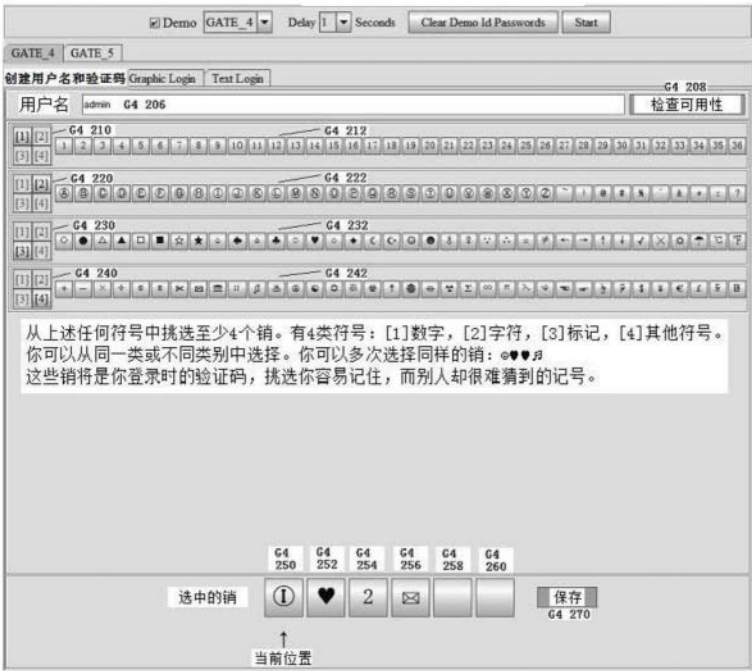 Demo GATE_4 Delay 1 Seconds Clear Demo Id Passwords Start
GATE_4 GATE_5
创建用户名和验证码 Graphic Login Text Login
G4 208
用户名 admin G4 206 检查可用性
[1] [2] G4 210 G4 212
[3] [4] 1 2 3 4 5 6 7 8 9 10 11 12 13 14 15 16 17 18 19 20 21 22 23 24 25 26 27 28 29 30 31 32 33 34 35 36
[1] [2] G4 220 G4 222
[3] [4] Ⓐ Ⓑ Ⓒ Ⓓ Ⓔ Ⓕ Ⓖ Ⓗ Ⓘ Ⓙ Ⓚ Ⓛ Ⓜ Ⓝ Ⓞ Ⓟ Ⓠ Ⓡ Ⓢ Ⓣ Ⓤ Ⓥ Ⓦ Ⓧ Ⓨ Ⓩ
[1] [2] G4 230 G4 232
[3] [4]
[1] [2] G4 240 G4 242
[3] [4]
从上述任何符号中挑选至少4个销。有4类符号：[1]数字，[2]字符，[3]标记，[4]其他符号。
你可以从同一类或不同类别中选择。你可以多次选择同样的销：☺♥♥♬
这些销将是你登录时的验证码，挑选你容易记住，而别人却很难猜到的记号。
G4 G4 G4 G4 G4 G4
250 252 254 256 258 260
选中的销 Ⓘ ♥ 2 ✉ 保存
G4 270
↑
当前位置